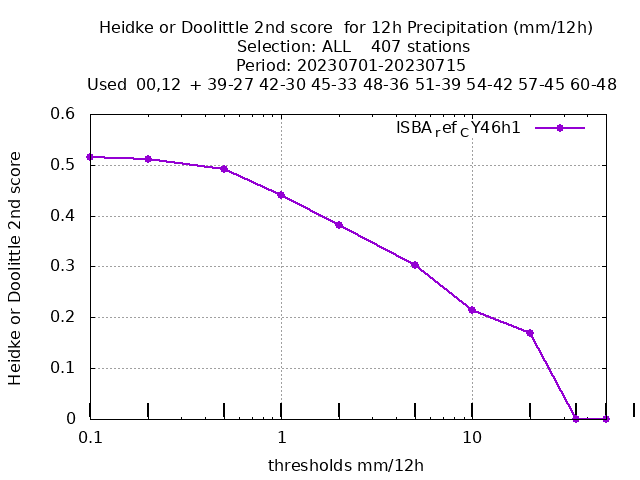 Heidke or Doolittle 2nd score  for 12h Precipitation (mm/12h)
Selection: ALL    407 stations
Period: 20230701-20230715
Used  00,12  + 39-27 42-30 45-33 48-36 51-39 54-42 57-45 60-48
ISBA_ref_CY46h1
Heidke or Doolittle 2nd score
0.6
0.5
0.4
0.3
0.2
0.1
0
0.1 1 10
thresholds mm/12h